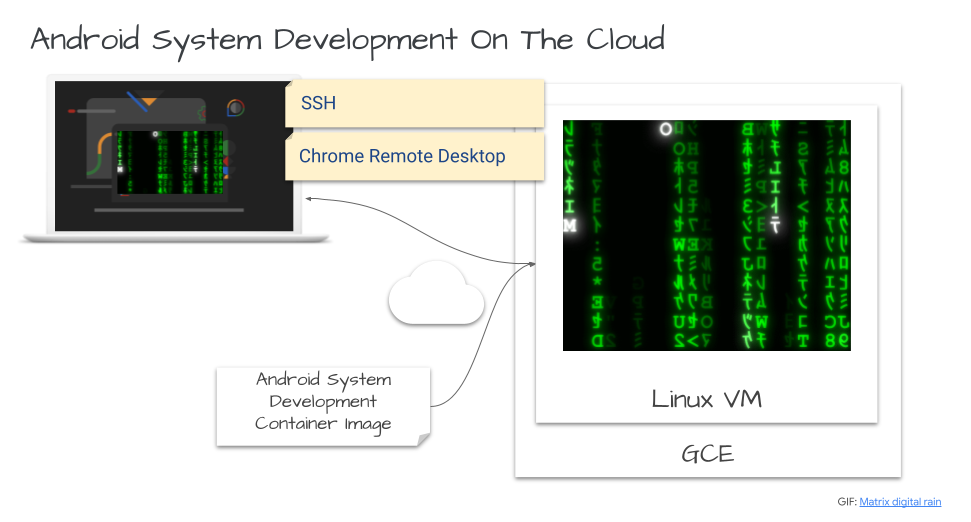 Android System Development On The Cloud
SSH
Chrome Remote Desktop
Android System
Development
Container Image
Linux VM
GCE
GIF: Matrix digital rain